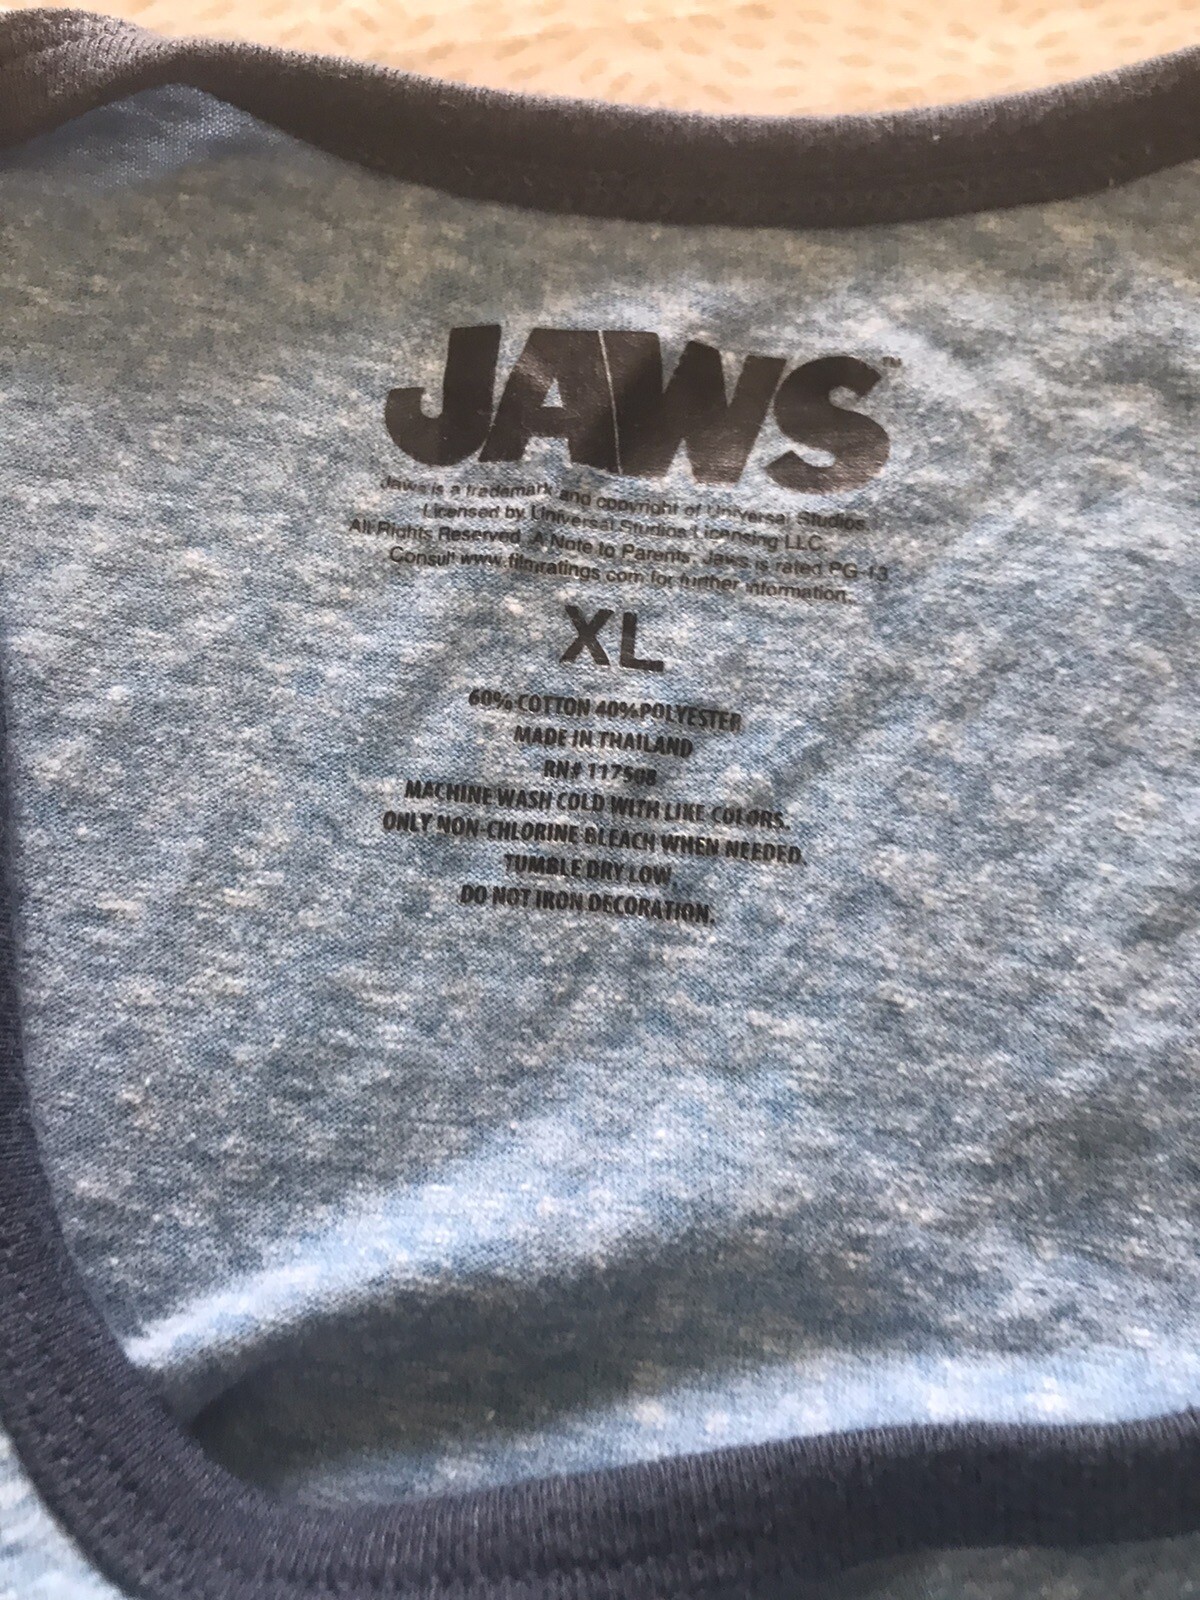 JAWS™
Jaws is a trademark and copyright of Universal Studios.
Licensed by Universal Studios Licensing LLC.
All Rights Reserved. A Note to Parents: Jaws is rated PG-13.
Consult www.filmratings.com for further information.
XL
60% COTTON 40% POLYESTER
MADE IN THAILAND
RN# 117508
MACHINE WASH COLD WITH LIKE COLORS.
ONLY NON-CHLORINE BLEACH WHEN NEEDED.
TUMBLE DRY LOW.
DO NOT IRON DECORATION.